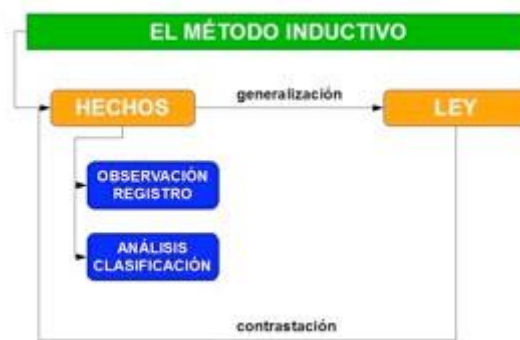 EL MÉTODO INDUCTIVO
generalización
HECHOS
LEY
OBSERVACIÓN
REGISTRO
ANÁLISIS
CLASIFICACIÓN
contrastación